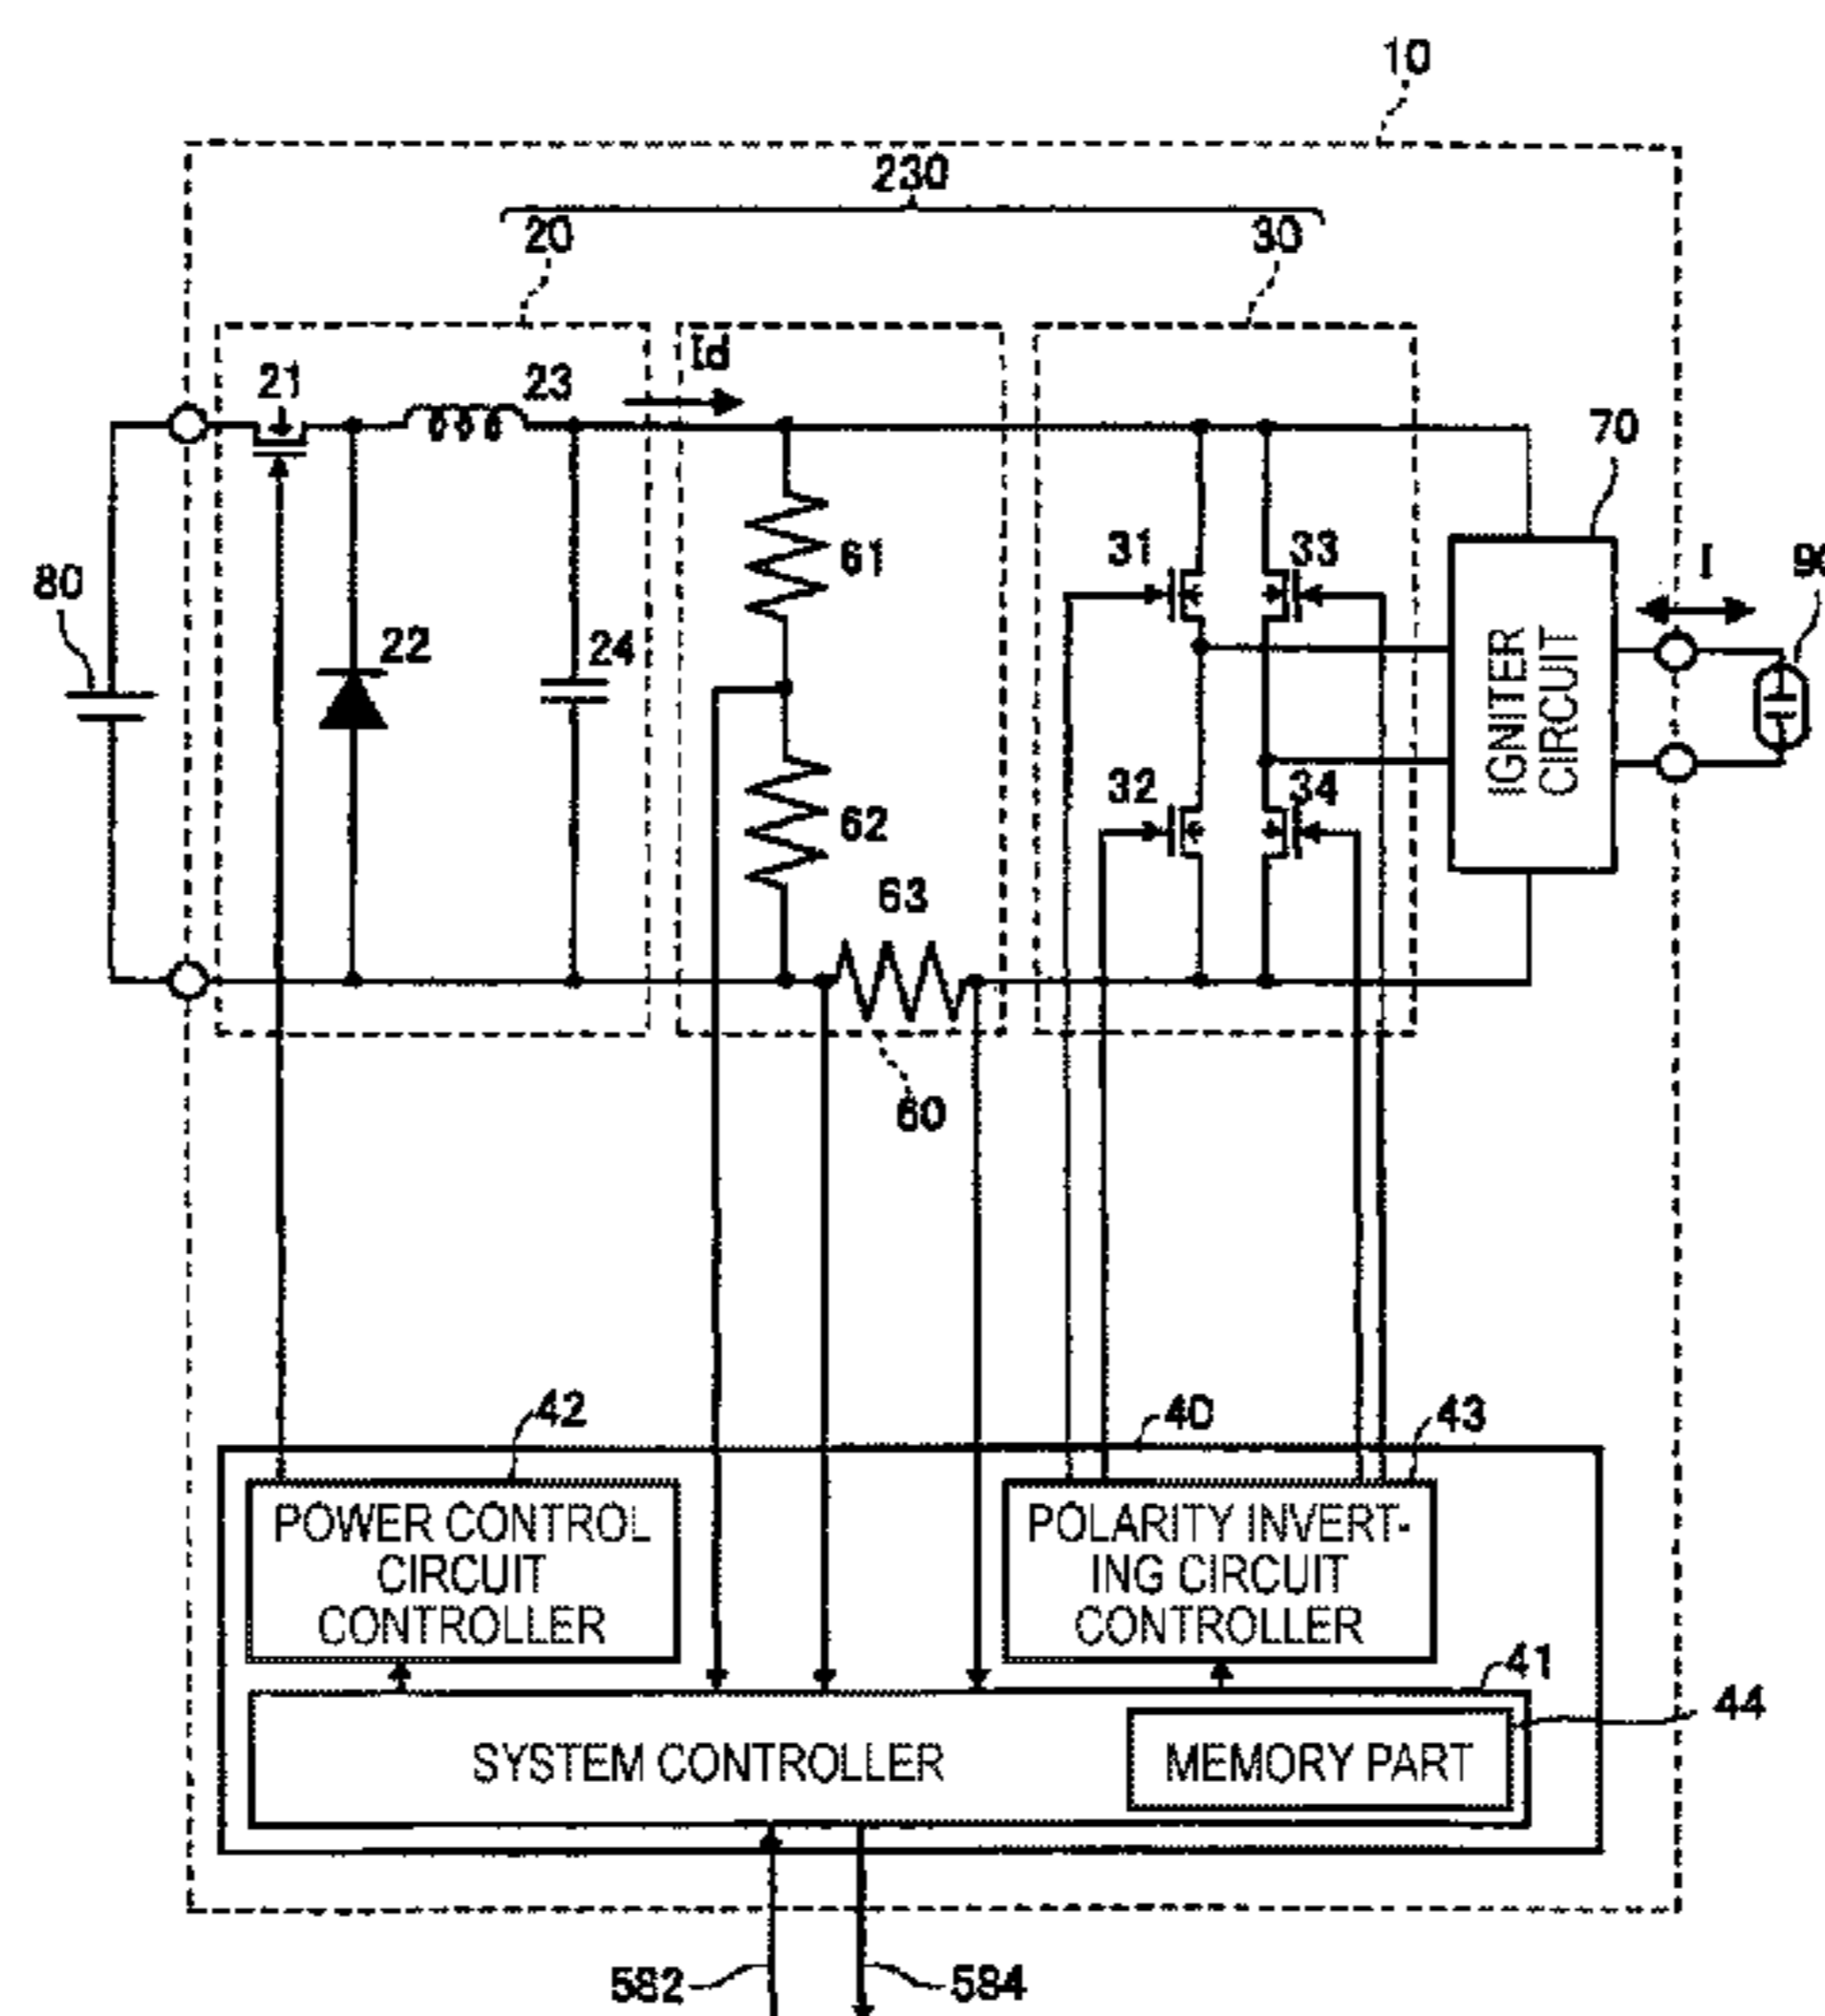 10
230
20
30
Id
21
23
70
31
33
61
I
80
22
24
IGNITER
CIRCUIT
32
34
62
63
60
42
40
43
POWER CONTROL
CIRCUIT
CONTROLLER
POLARITY INVERT-
ING CIRCUIT
CONTROLLER
41
44
SYSTEM CONTROLLER
MEMORY PART
582
584